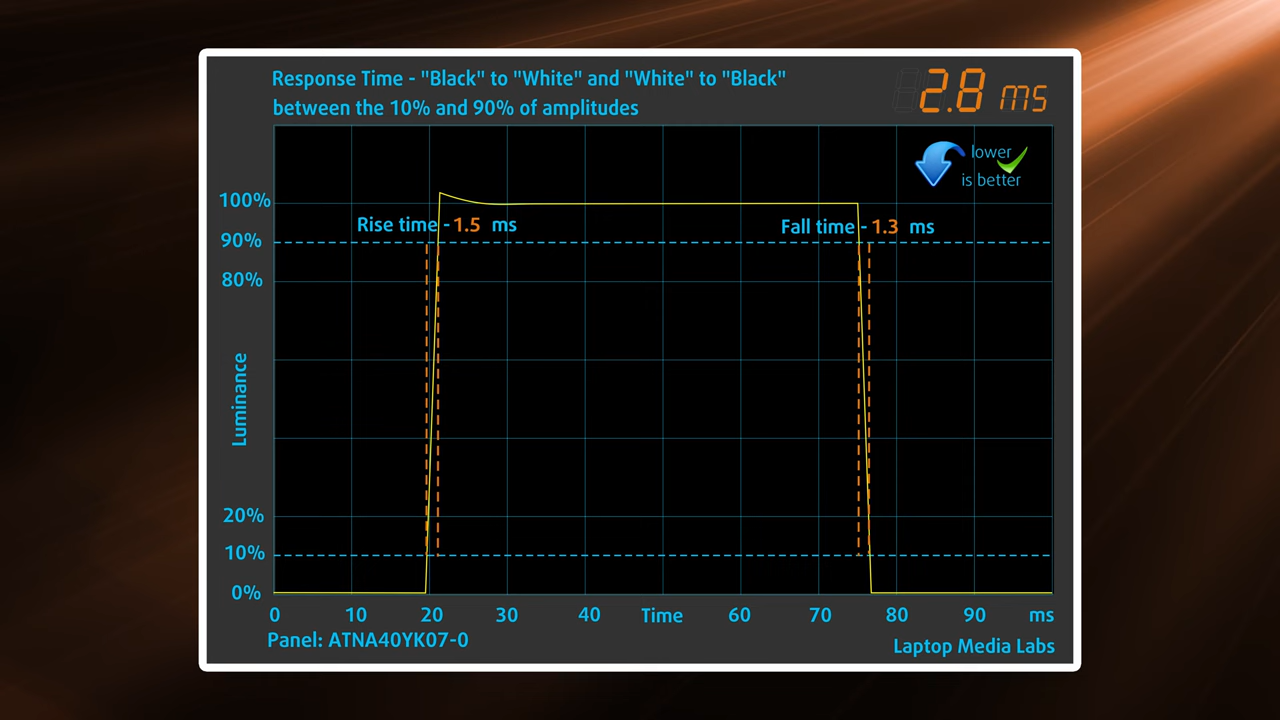 Response Time - "Black" to "White" and "White" to "Black"
between the 10% and 90% of amplitudes
2.8 ms
lower
is better
100%
Rise time - 1.5 ms
Fall time - 1.3 ms
90%
80%
Luminance
20%
10%
0%
0 10 20 30 40 Time 60 70 80 90 ms
Panel: ATNA40YK07-0
Laptop Media Labs